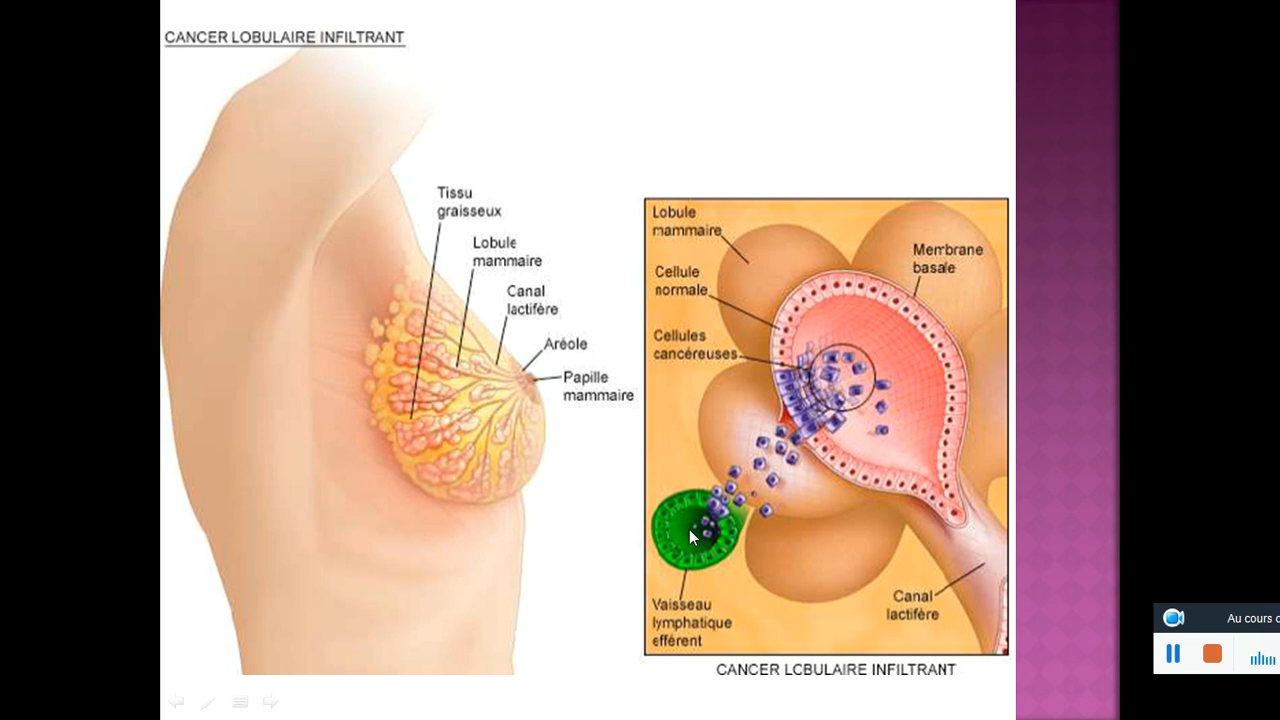 CANCER LOBULAIRE INFILTRANT
Tissu
graisseux
Lobule
mammaire
Canal
lactifère
Aréole
Papille
mammaire
Lobule
mammaire
Cellule
normale
Cellules
cancéreuses
Membrane
basale
Vaisseau
lymphatique
efférent
Canal
lactifère
CANCER LOBULAIRE INFILTRANT
Au cours